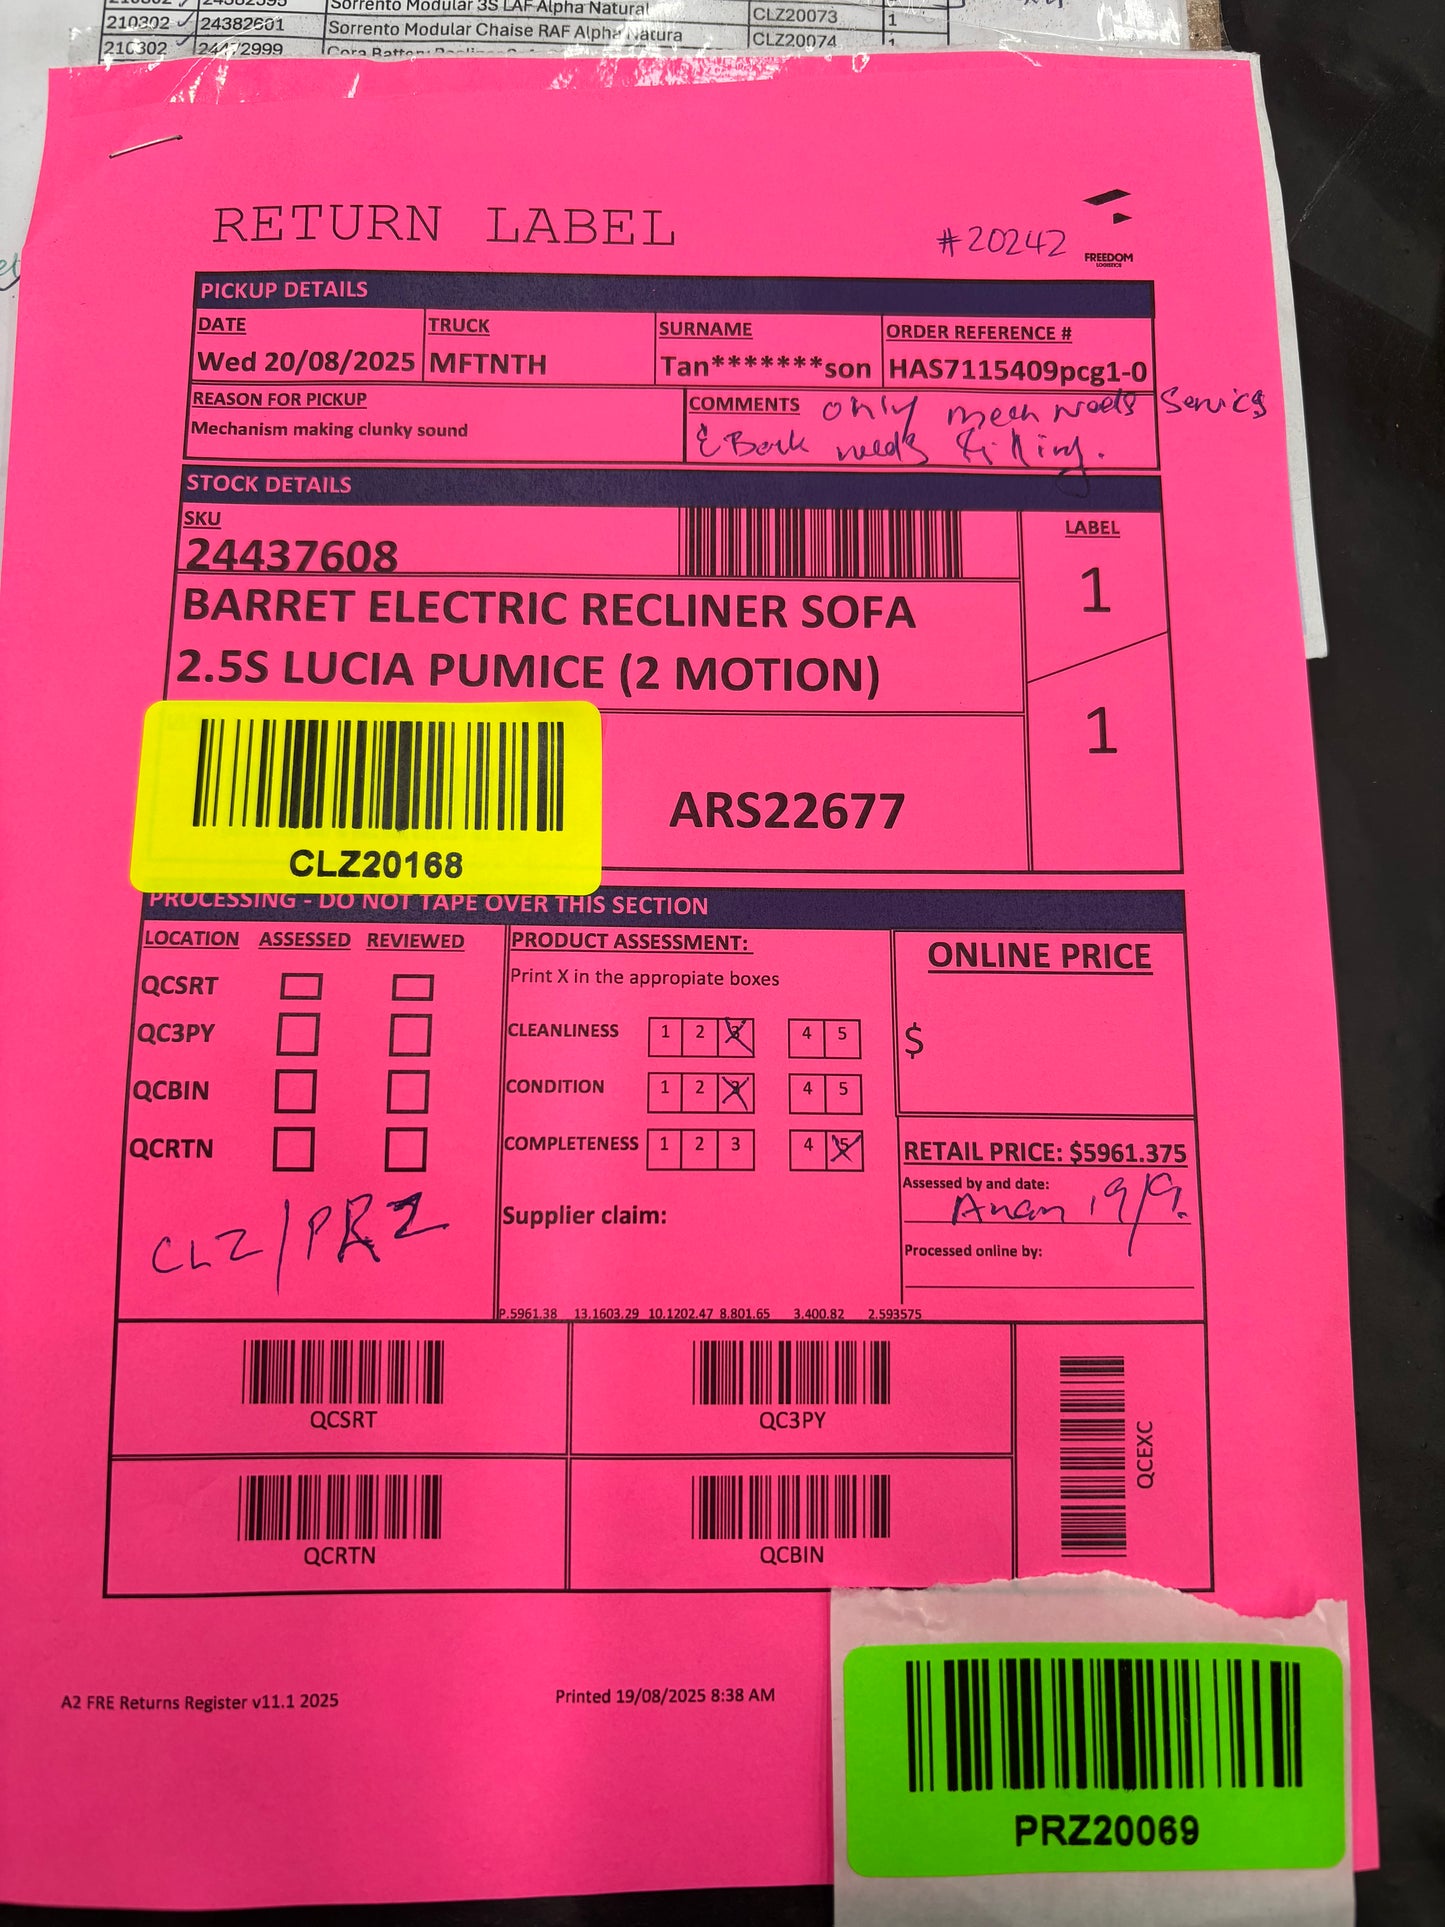 24382601 Sorrento Modular Chaise RAF Alpha Natura CLZ20074 1
Sorrento Modular 3S LAF Alpha Natural CLZ20073 1
210302
RETURN LABEL
#20242
FREEDOM
LOGISTICS
PICKUP DETAILS
DATE TRUCK SURNAME ORDER REFERENCE #
Wed 20/08/2025 MFTNTH Tan*******son HAS7115409pcg1-0
REASON FOR PICKUP
Mechanism making clunky sound
COMMENTS only mech needs Service
& Back needs filling.
STOCK DETAILS
SKU
24437608
LABEL
1
1
BARRET ELECTRIC RECLINER SOFA
2.5S LUCIA PUMICE (2 MOTION)
CLZ20168
ARS22677
PROCESSING - DO NOT TAPE OVER THIS SECTION
LOCATION ASSESSED REVIEWED
QCSRT
QC3PY
QCBIN
QCRTN
CLZ/PRZ
PRODUCT ASSESSMENT:
Print X in the appropiate boxes
CLEANLINESS 1 2 3 4 5
CONDITION 1 2 3 4 5
COMPLETENESS 1 2 3 4 5
Supplier claim:
P.5961.38 13.1603.29 10.1202.47 8.801.65 3.400.82 2.593575
ONLINE PRICE
$
RETAIL PRICE: $5961.375
Assessed by and date:
Anan 19/9.
Processed online by:
QCSRT
QC3PY
QCEXC
QCRTN
QCBIN
A2 FRE Returns Register v11.1 2025
Printed 19/08/2025 8:38 AM
PRZ20069